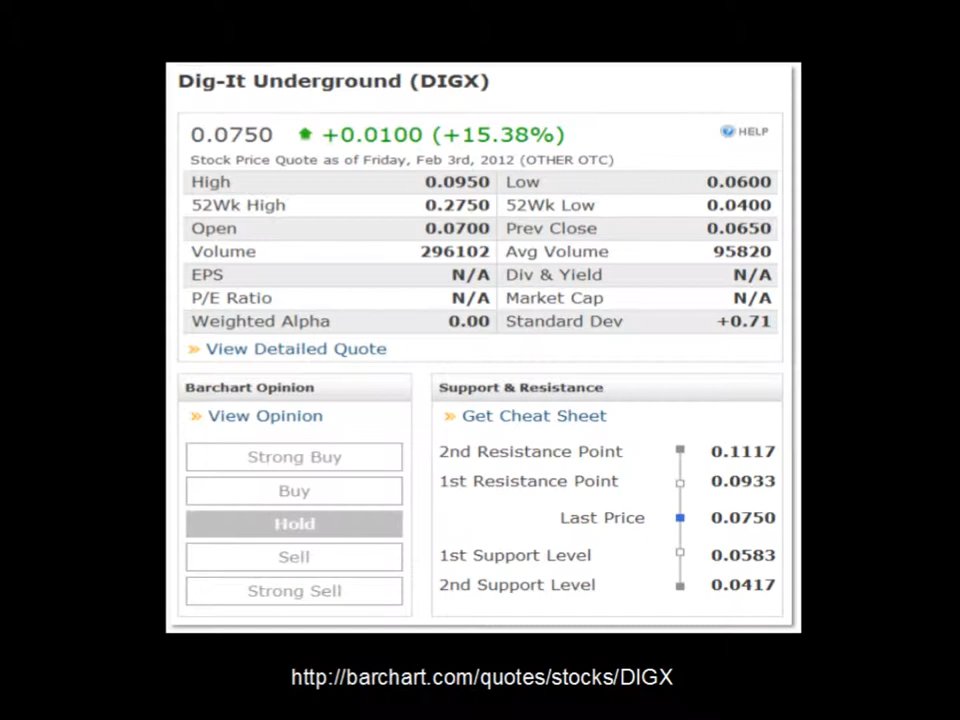 Dig-It Underground (DIGX)
0.0750 +0.0100 (+15.38%) HELP
Stock Price Quote as of Friday, Feb 3rd, 2012 (OTHER OTC)
High 0.0950 Low 0.0600
52Wk High 0.2750 52Wk Low 0.0400
Open 0.0700 Prev Close 0.0650
Volume 296102 Avg Volume 95820
EPS N/A Div & Yield N/A
P/E Ratio N/A Market Cap N/A
Weighted Alpha 0.00 Standard Dev +0.71
» View Detailed Quote
Barchart Opinion
» View Opinion
Strong Buy
Buy
Hold
Sell
Strong Sell
Support & Resistance
» Get Cheat Sheet
2nd Resistance Point 0.1117
1st Resistance Point 0.0933
Last Price 0.0750
1st Support Level 0.0583
2nd Support Level 0.0417
http://barchart.com/quotes/stocks/DIGX